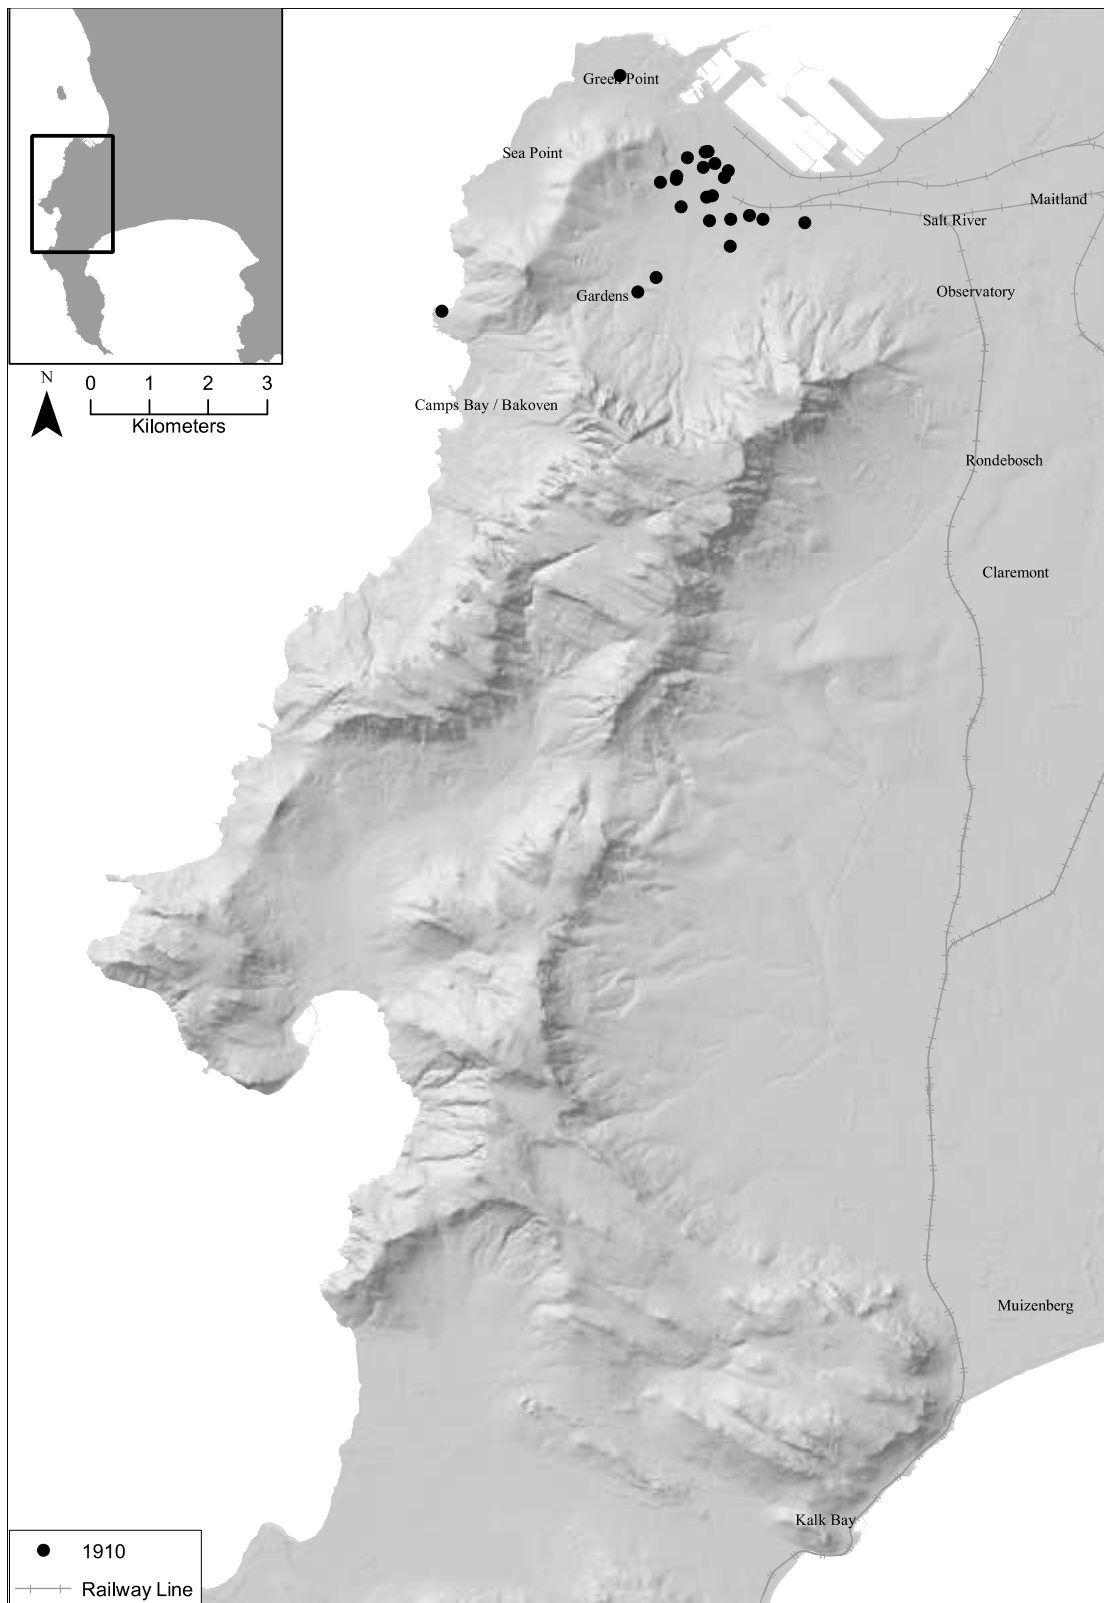 Green Point
Sea Point
Maitland
Salt River
Observatory
Gardens
N
0 1 2 3
Kilometers
Camps Bay / Bakoven
Rondebosch
Claremont
Muizenberg
Kalk Bay
1910
Railway Line